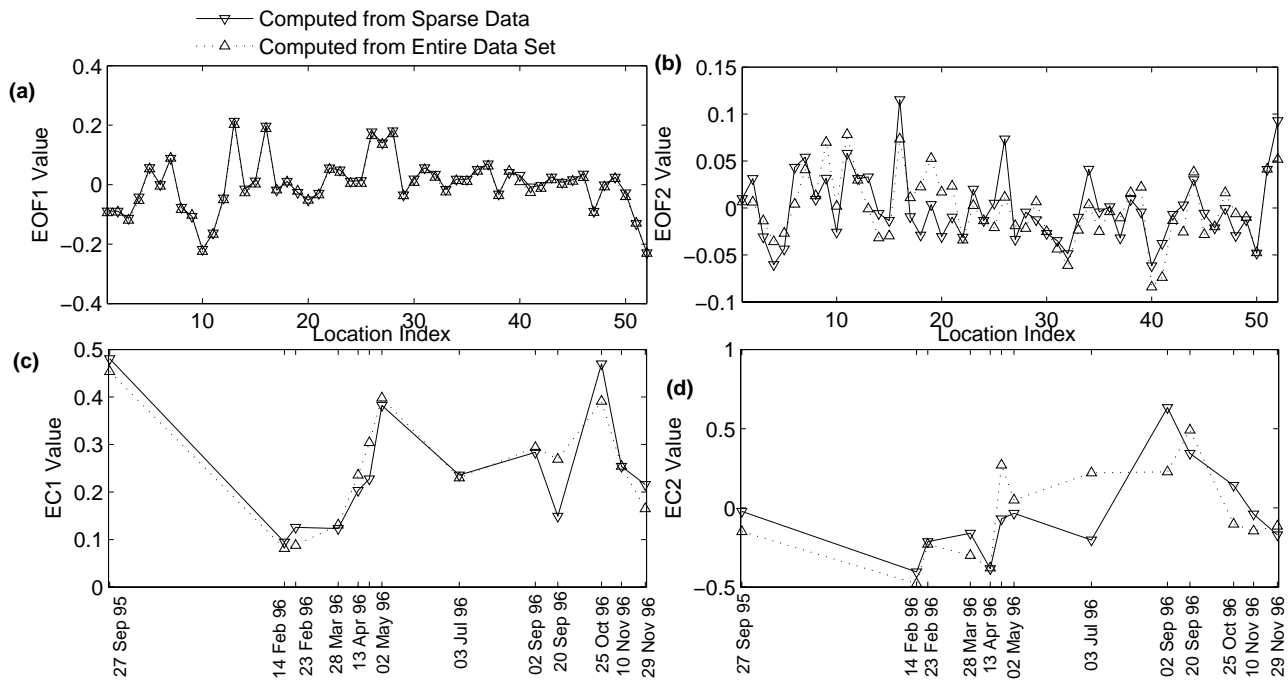 Computed from Sparse Data
Computed from Entire Data Set
(a)
EOF1 Value
0.4
0.2
0
−0.2
−0.4
10
20
30
40
50
(b)
EOF2 Value
0.15
0.1
0.05
0
−0.05
−0.1
10
20
30
40
50
Location Index
Location Index
(c)
EC1 Value
0.5
0.4
0.3
0.2
0.1
0
27 Sep 95
14 Feb 96
23 Feb 96
28 Mar 96
13 Apr 96
02 May 96
03 Jul 96
02 Sep 96
20 Sep 96
25 Oct 96
10 Nov 96
29 Nov 96
(d)
EC2 Value
1
0.5
0
−0.5
27 Sep 95
14 Feb 96
23 Feb 96
28 Mar 96
13 Apr 96
02 May 96
03 Jul 96
02 Sep 96
20 Sep 96
25 Oct 96
10 Nov 96
29 Nov 96